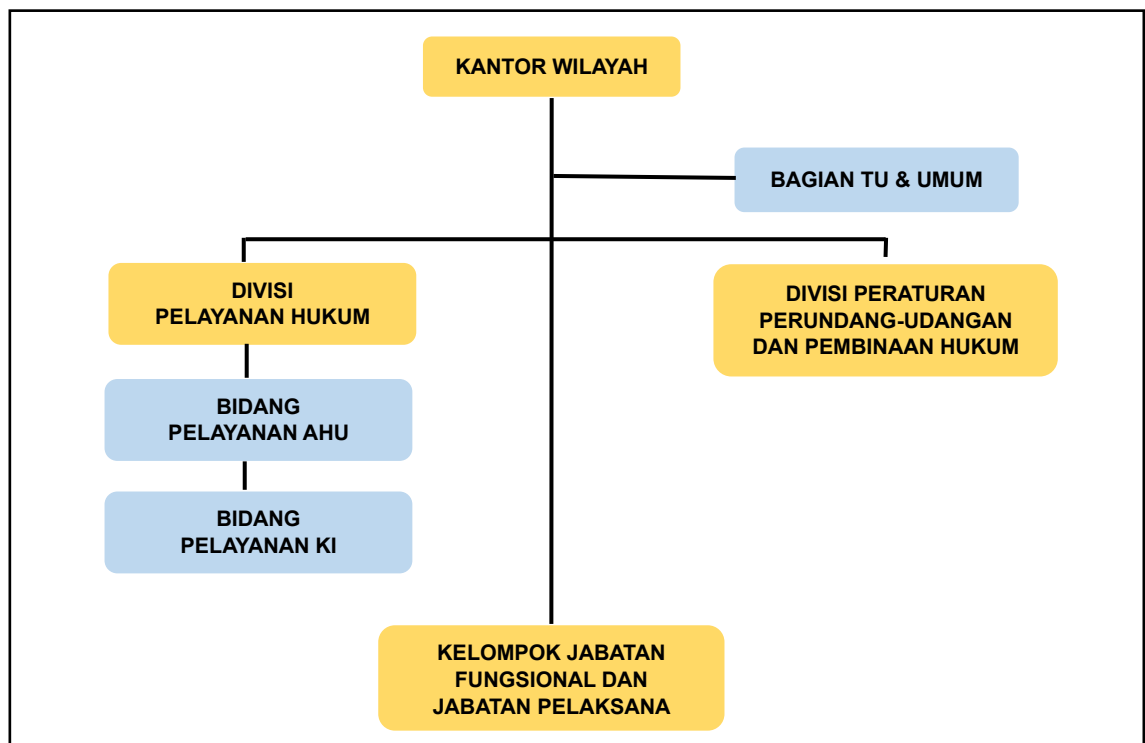 KANTOR WILAYAH
BAGIAN TU & UMUM
DIVISI
PELAYANAN HUKUM
DIVISI PERATURAN
PERUNDANG-UDANGAN
DAN PEMBINAAN HUKUM
BIDANG
PELAYANAN AHU
BIDANG
PELAYANAN KI
KELOMPOK JABATAN
FUNGSIONAL DAN
JABATAN PELAKSANA